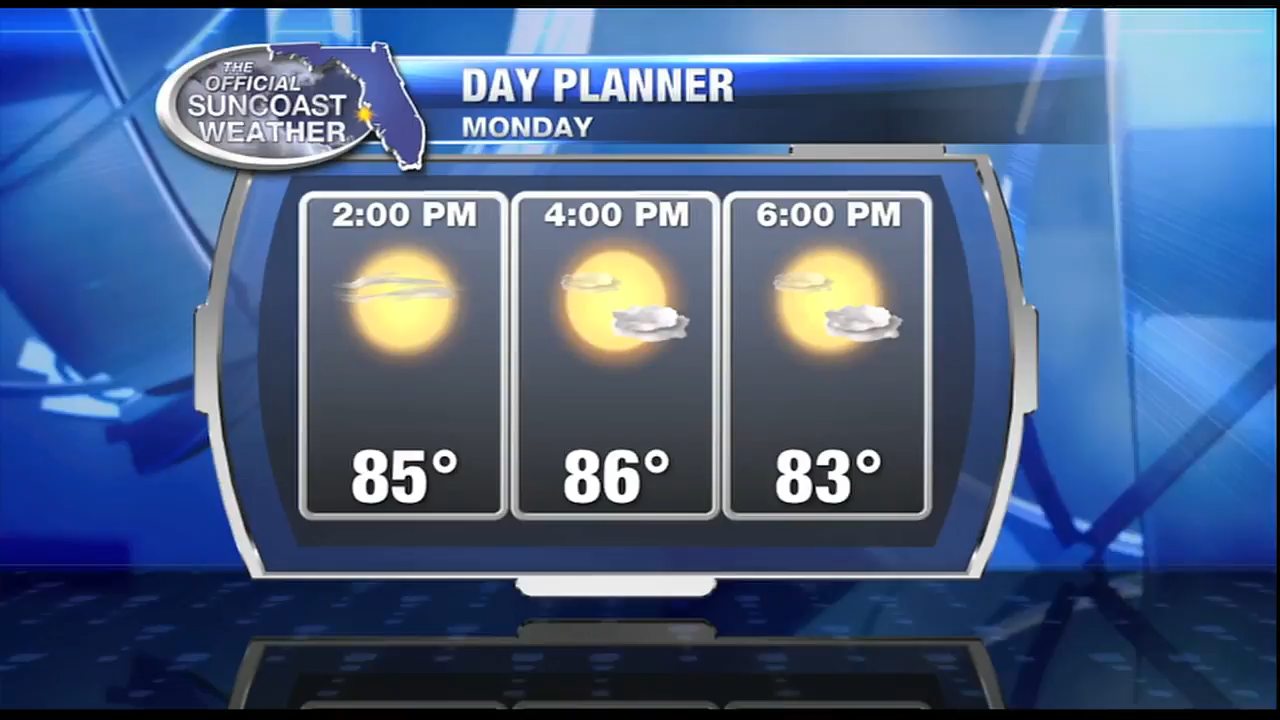 THE
OFFICIAL
SUNCOAST
WEATHER
DAY PLANNER
MONDAY
2:00 PM
4:00 PM
6:00 PM
85°
86°
83°